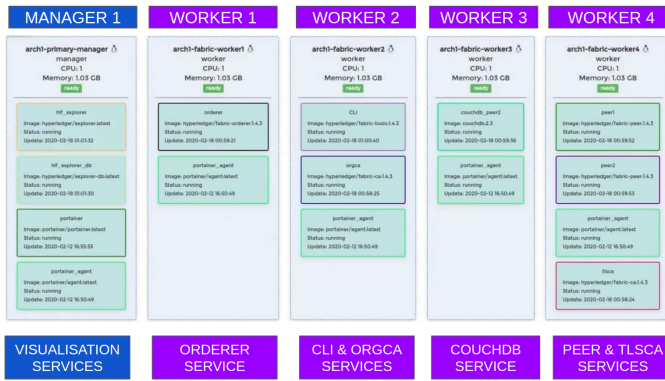 MANAGER 1
arch1-primary-manager
manager
CPU: 1
Memory: 1.03 GB
ready
hlf_explorer
Image: hyperledger/explorer:latest
Status: running
Update: 2020-02-18 01:01:32
hlf_explorer_db
Image: hyperledger/explorer-db:latest
Status: running
Update: 2020-02-18 01:01:30
portainer
Image: portainer/portainer:latest
Status: running
Update: 2020-02-12 16:55:55
portainer_agent
Image: portainer/agent:latest
Status: running
Update: 2020-02-12 16:50:49
VISUALISATION
SERVICES
WORKER 1
arch1-fabric-worker1
worker
CPU: 1
Memory: 1.03 GB
ready
orderer
Image: hyperledger/fabric-orderer:1.4.3
Status: running
Update: 2020-02-18 00:59:21
portainer_agent
Image: portainer/agent:latest
Status: running
Update: 2020-02-12 16:50:49
ORDERER
SERVICE
WORKER 2
arch1-fabric-worker2
worker
CPU: 1
Memory: 1.03 GB
ready
CLI
Image: hyperledger/fabric-tools:1.4.3
Status: running
Update: 2020-02-18 01:00:40
orgca
Image: hyperledger/fabric-ca:1.4.3
Status: running
Update: 2020-02-18 00:58:25
portainer_agent
Image: portainer/agent:latest
Status: running
Update: 2020-02-12 16:50:49
CLI & ORGCA
SERVICES
WORKER 3
arch1-fabric-worker3
worker
CPU: 1
Memory: 1.03 GB
ready
couchdb_peer2
Image: couchdb:2.3
Status: running
Update: 2020-02-18 00:59:56
portainer_agent
Image: portainer/agent:latest
Status: running
Update: 2020-02-12 16:50:49
COUCHDB
SERVICE
WORKER 4
arch1-fabric-worker4
worker
CPU: 1
Memory: 1.03 GB
ready
peer1
Image: hyperledger/fabric-peer:1.4.3
Status: running
Update: 2020-02-18 00:59:52
peer2
Image: hyperledger/fabric-peer:1.4.3
Status: running
Update: 2020-02-18 00:59:53
portainer_agent
Image: portainer/agent:latest
Status: running
Update: 2020-02-12 16:50:49
tlsca
Image: hyperledger/fabric-ca:1.4.3
Status: running
Update: 2020-02-18 00:58:24
PEER & TLSCA
SERVICES